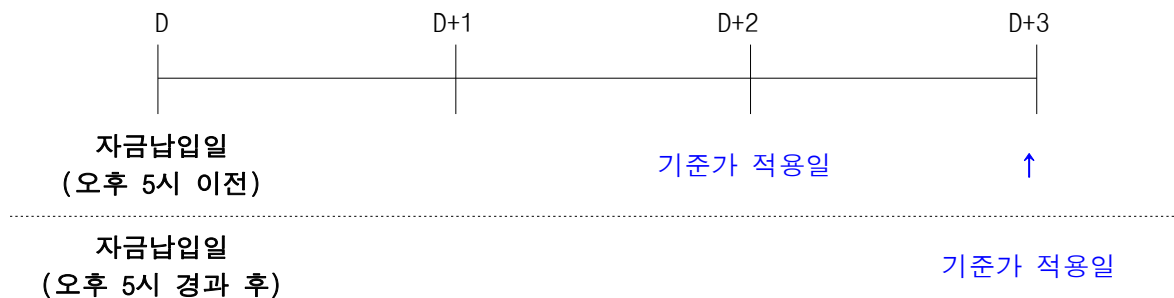 D D+1 D+2 D+3
자금납입일
(오후 5시 이전)
기준가 적용일 ↑
자금납입일
(오후 5시 경과 후)
기준가 적용일